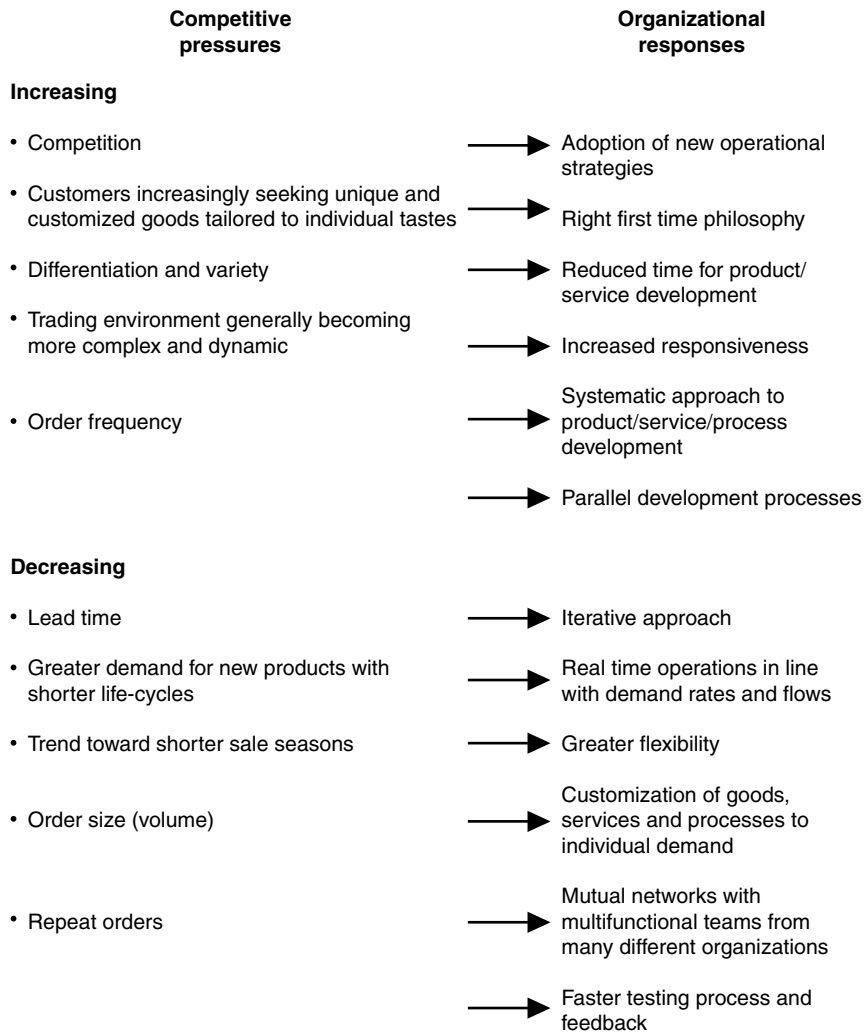 Competitive
pressures
Organizational
responses
Increasing
• Competition
Adoption of new operational
strategies
• Customers increasingly seeking unique and
customized goods tailored to individual tastes
Right first time philosophy
• Differentiation and variety
Reduced time for product/
service development
• Trading environment generally becoming
more complex and dynamic
Increased responsiveness
• Order frequency
Systematic approach to
product/service/process
development
Parallel development processes
Decreasing
• Lead time
Iterative approach
• Greater demand for new products with
shorter life-cycles
Real time operations in line
with demand rates and flows
• Trend toward shorter sale seasons
Greater flexibility
• Order size (volume)
Customization of goods,
services and processes to
individual demand
• Repeat orders
Mutual networks with
multifunctional teams from
many different organizations
Faster testing process and
feedback